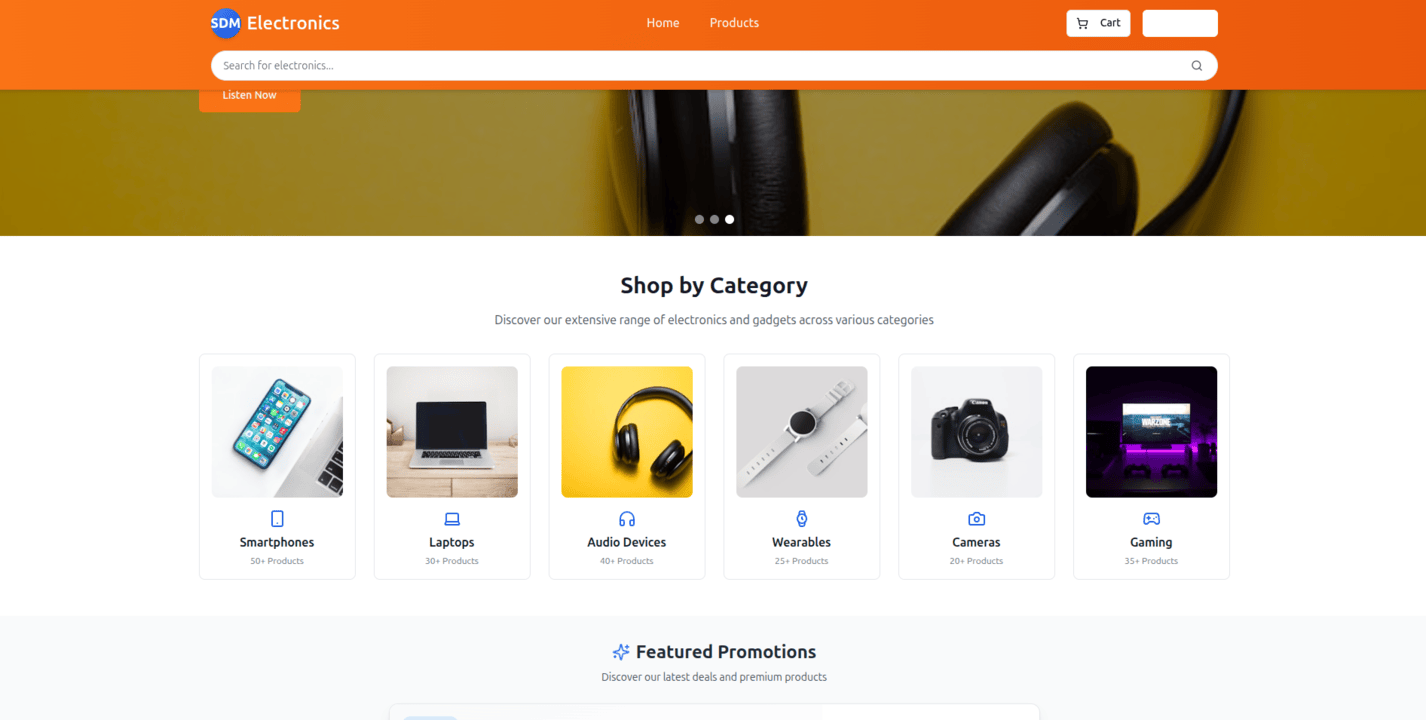 SDM Electronics
Home Products
Cart
Search for electronics...
Listen Now
Shop by Category
Discover our extensive range of electronics and gadgets across various categories
Canon
WARZONE
Smartphones Laptops Audio Devices Wearables Cameras Gaming
50+ Products 30+ Products 40+ Products 25+ Products 20+ Products 35+ Products
Featured Promotions
Discover our latest deals and premium products